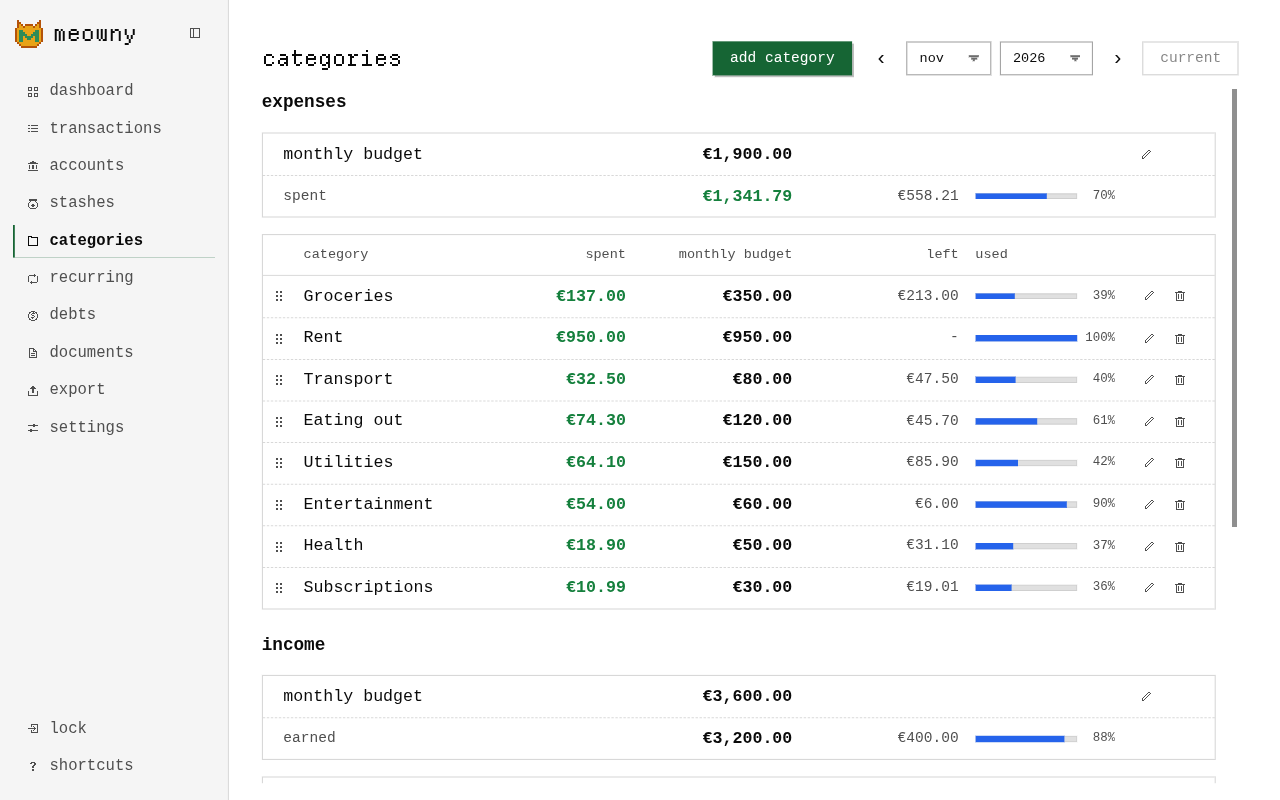 meowny
dashboard
transactions
accounts
stashes
categories
recurring
debts
documents
export
settings
lock
? shortcuts
categories
add category ‹ nov 2026 › current
expenses
monthly budget €1,900.00
spent €1,341.79 €558.21 70%
category spent monthly budget left used
Groceries €137.00 €350.00 €213.00 39%
Rent €950.00 €950.00 - 100%
Transport €32.50 €80.00 €47.50 40%
Eating out €74.30 €120.00 €45.70 61%
Utilities €64.10 €150.00 €85.90 42%
Entertainment €54.00 €60.00 €6.00 90%
Health €18.90 €50.00 €31.10 37%
Subscriptions €10.99 €30.00 €19.01 36%
income
monthly budget €3,600.00
earned €3,200.00 €400.00 88%